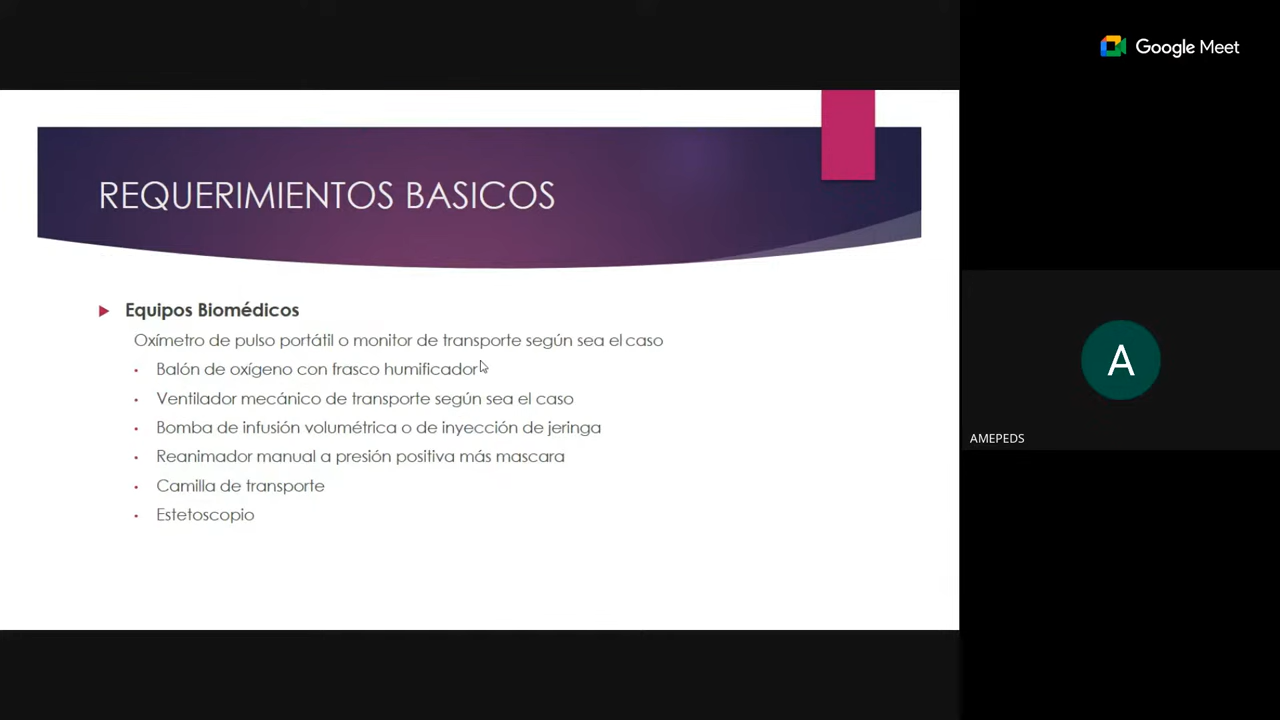 Google Meet
REQUERIMIENTOS BASICOS
Equipos Biomédicos
Oxímetro de pulso portátil o monitor de transporte según sea el caso
Balón de oxígeno con frasco humificador
Ventilador mecánico de transporte según sea el caso
Bomba de infusión volumétrica o de inyección de jeringa
Reanimador manual a presión positiva más mascara
Camilla de transporte
Estetoscopio
A
AMEPEDS